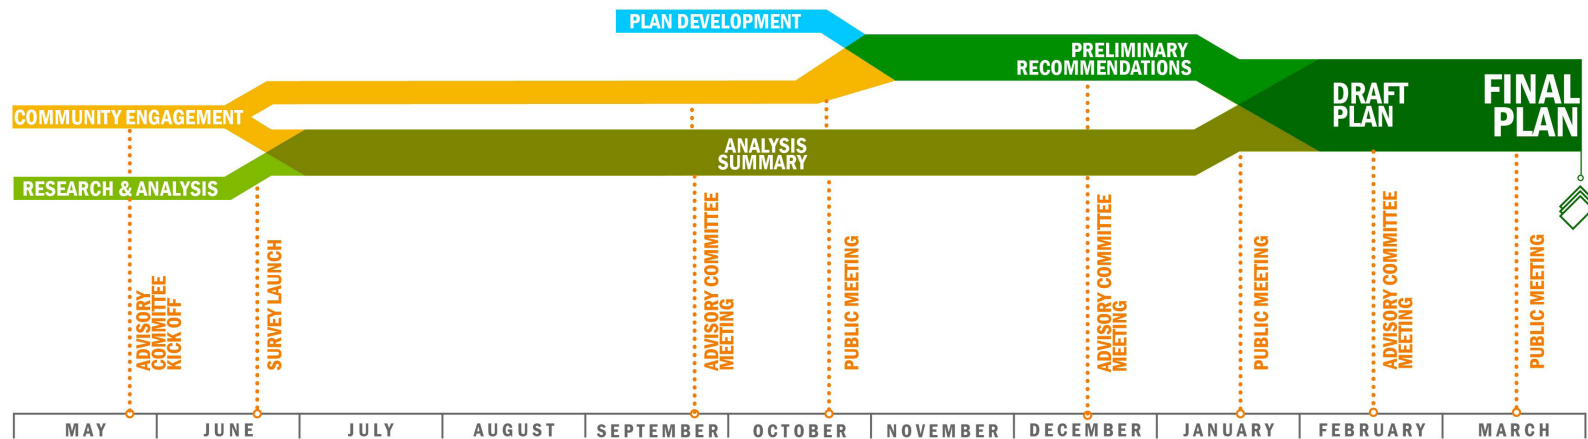 PLAN DEVELOPMENT
PRELIMINARY
RECOMMENDATIONS
COMMUNITY ENGAGEMENT
DRAFT
PLAN
FINAL
PLAN
ANALYSIS
SUMMARY
RESEARCH & ANALYSIS
ADVISORY
COMMITTEE
KICK OFF
SURVEY LAUNCH
ADVISORY COMMITTEE
MEETING
PUBLIC MEETING
ADVISORY COMMITTEE
MEETING
PUBLIC MEETING
ADVISORY COMMITTEE
MEETING
PUBLIC MEETING
MAY
JUNE
JULY
AUGUST
SEPTEMBER
OCTOBER
NOVEMBER
DECEMBER
JANUARY
FEBRUARY
MARCH